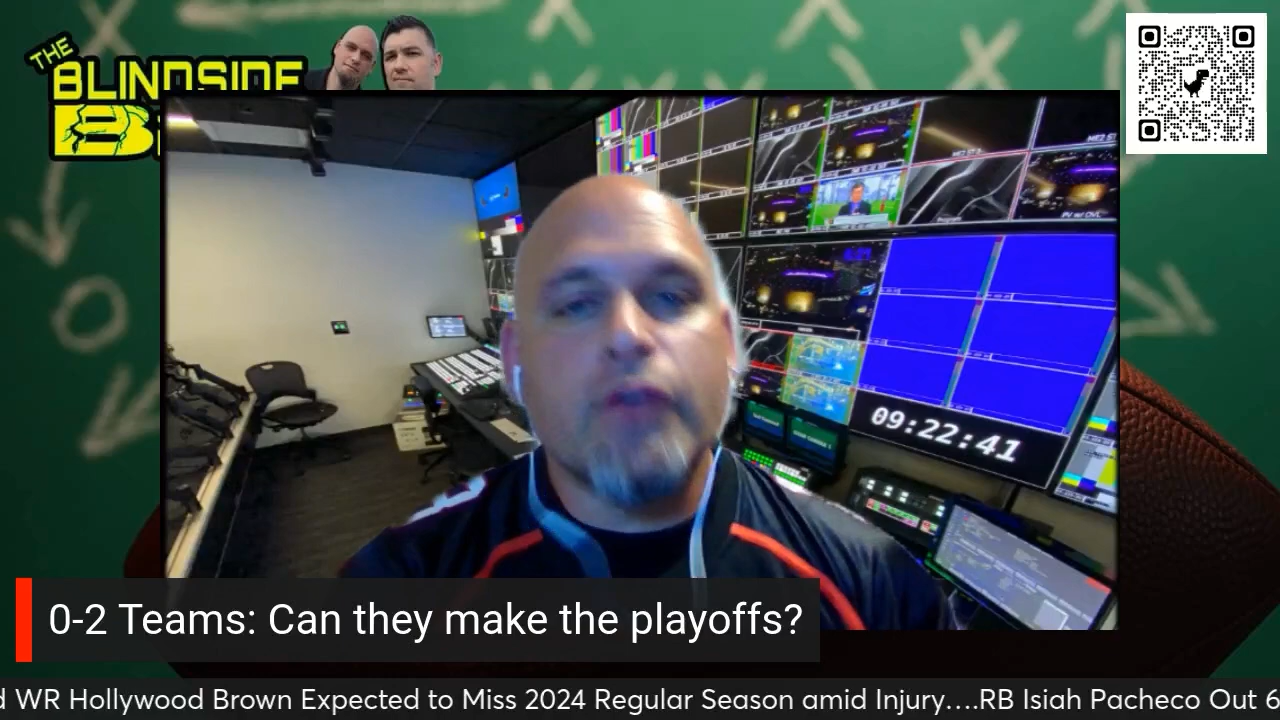 THE
BLINDSIDE
09:22:41
0-2 Teams: Can they make the playoffs?
d WR Hollywood Brown Expected to Miss 2024 Regular Season amid Injury....RB Isiah Pacheco Out 6